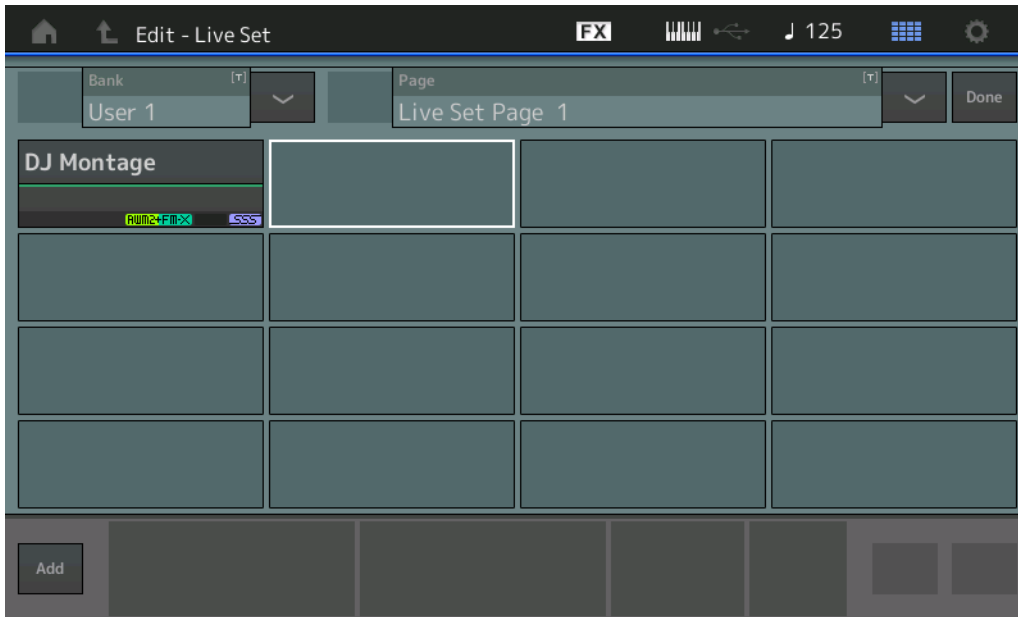 Edit - Live Set
FX
125
Bank [T]
User 1
Page [T]
Live Set Page 1
Done
DJ Montage
AWM2+FM-X SSS
Add